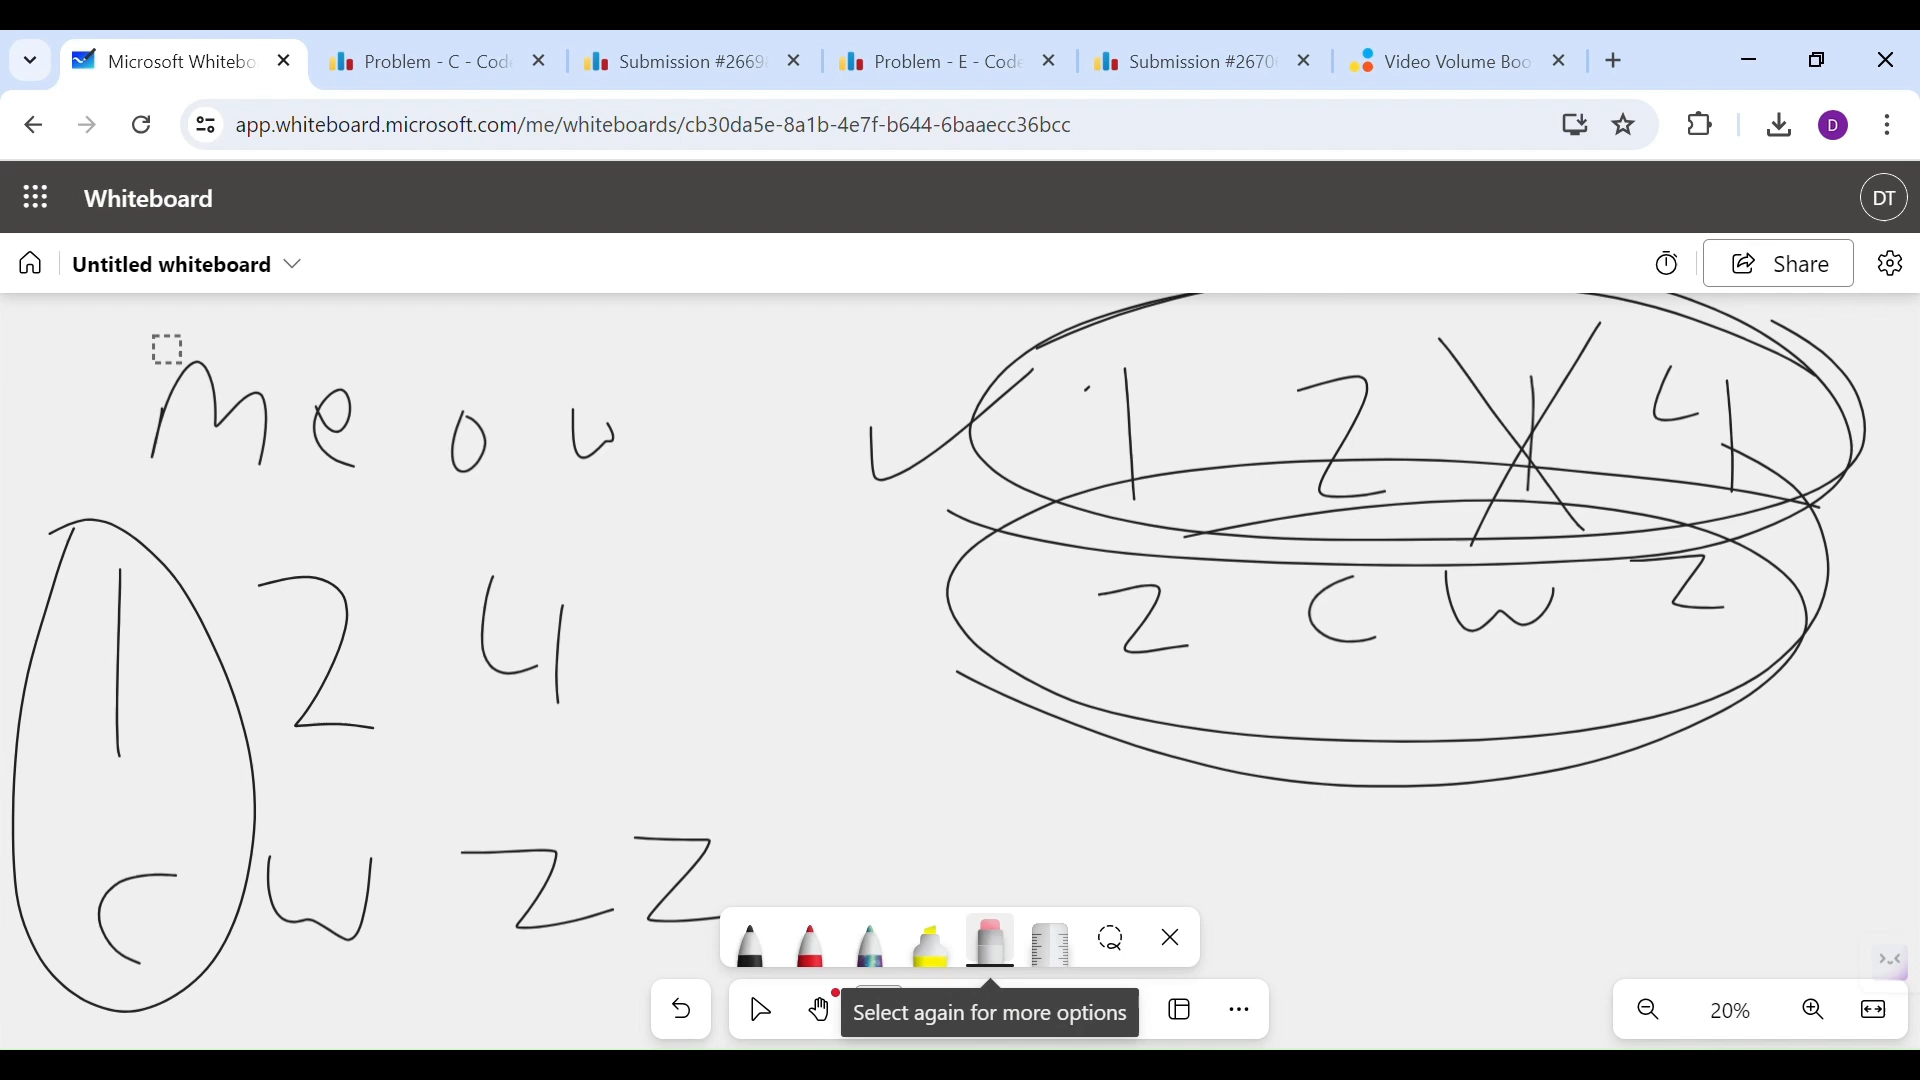 Microsoft Whitebo
Problem - C - Cod
Submission #2669
Problem - E - Code
Submission #2670
Video Volume Boo
app.whiteboard.microsoft.com/me/whiteboards/cb30da5e-8a1b-4e7f-b644-6baaecc36bcc
D
Whiteboard
DT
Untitled whiteboard
Share
m e o w
1 2 1 4
2 c w z
1 2 4
c w z z
Select again for more options
20%